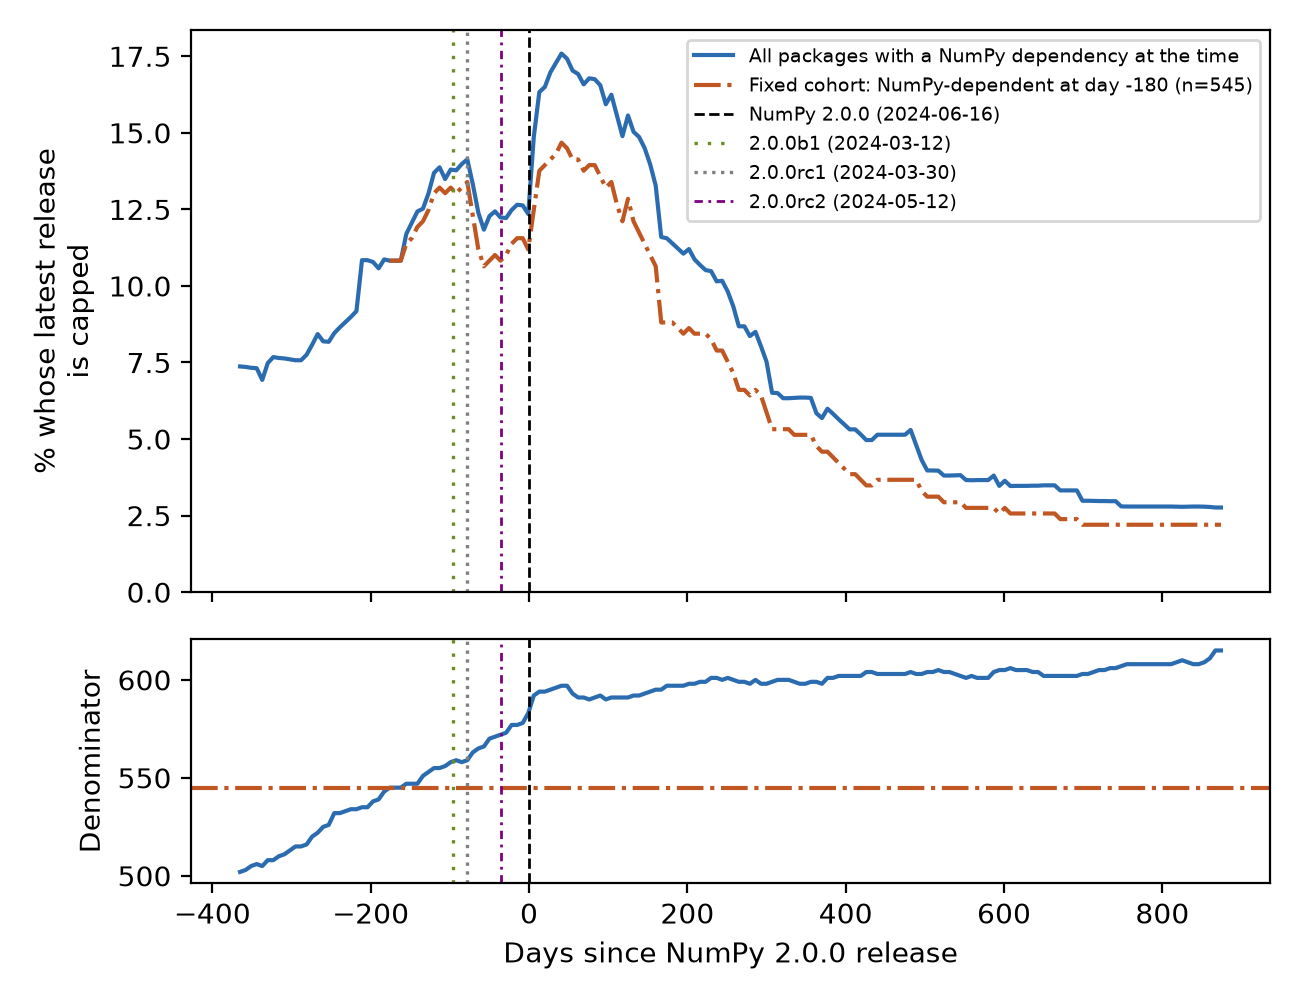 17.5
15.0
12.5
10.0
7.5
5.0
2.5
0.0
% whose latest release
is capped
All packages with a NumPy dependency at the time
Fixed cohort: NumPy-dependent at day -180 (n=545)
NumPy 2.0.0 (2024-06-16)
2.0.0b1 (2024-03-12)
2.0.0rc1 (2024-03-30)
2.0.0rc2 (2024-05-12)
600
550
500
Denominator
−400 −200 0 200 400 600 800
Days since NumPy 2.0.0 release